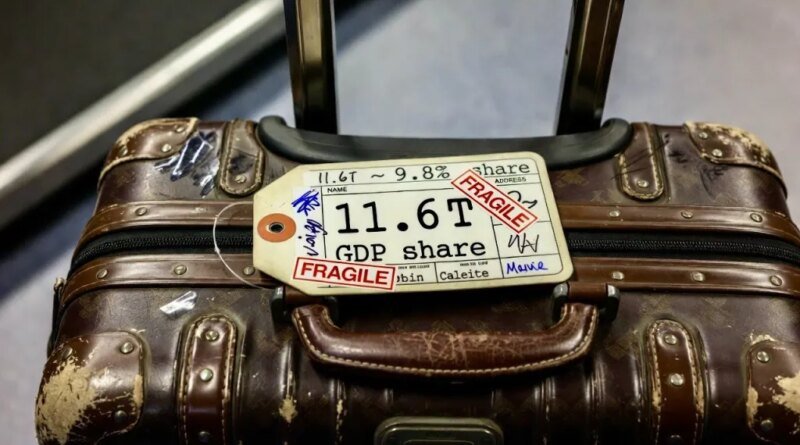 11.6T ~ 9.8% share
NAME
ADDRESS
FRAGILE
11.6T
GDP share
FRAGILE
Caleite
Marie